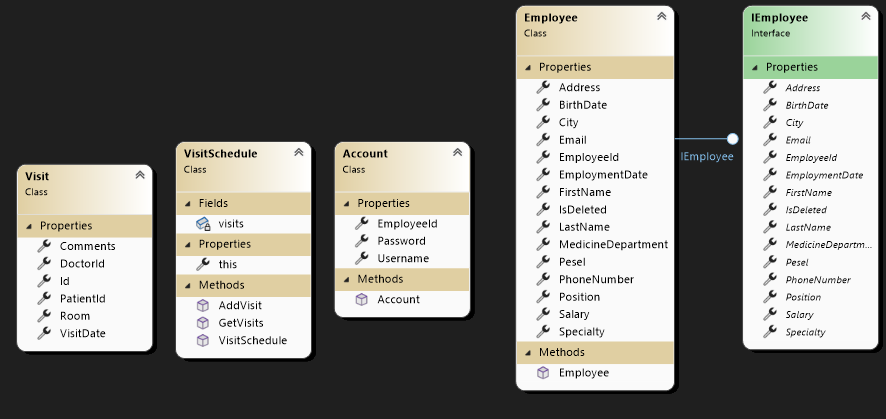 Visit
Class
Properties
Comments
DoctorId
Id
PatientId
Room
VisitDate
VisitSchedule
Class
Fields
visits
Properties
this
Methods
AddVisit
GetVisits
VisitSchedule
Account
Class
Properties
EmployeeId
Password
Username
Methods
Account
Employee
Class
Properties
Address
BirthDate
City
Email
EmployeeId
EmploymentDate
FirstName
IsDeleted
LastName
MedicineDepartment
Pesel
PhoneNumber
Position
Salary
Specialty
Methods
Employee
IEmployee
IEmployee
Interface
Properties
Address
BirthDate
City
Email
EmployeeId
EmploymentDate
FirstName
IsDeleted
LastName
MedicineDepartm...
Pesel
PhoneNumber
Position
Salary
Specialty